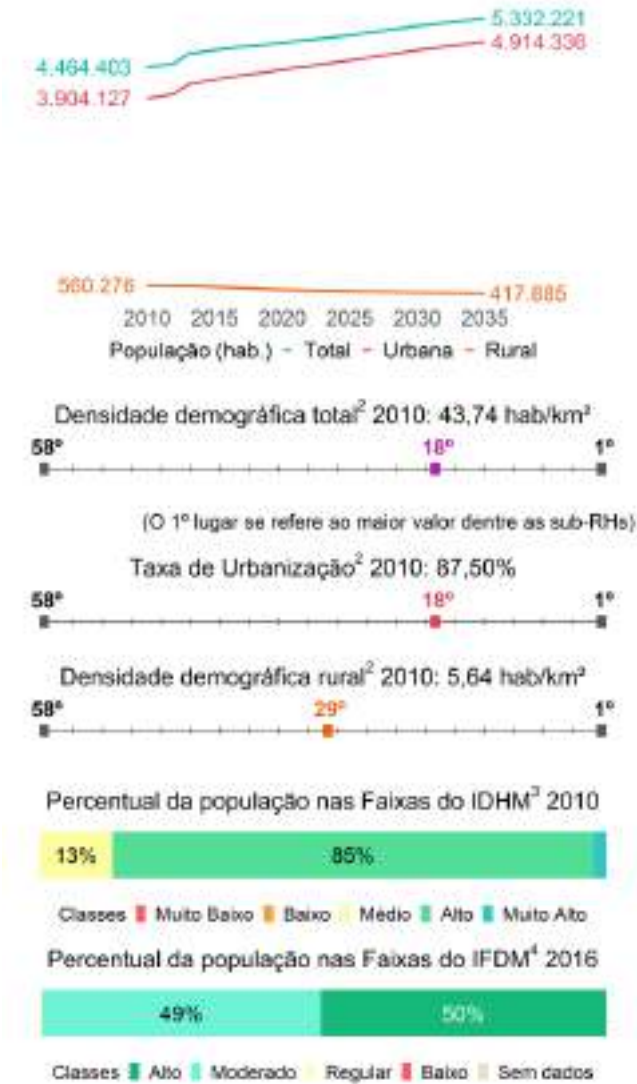 5.332.221
4.914.336
4.464.403
3.904.127
560.276
417.885
2010 2015 2020 2025 2030 2035
População (hab.) - Total - Urbana - Rural
Densidade demográfica total² 2010: 43,74 hab/km²
58º 18º 1º
(O 1º lugar se refere ao maior valor dentre as sub-RHs)
Taxa de Urbanização² 2010: 87,50%
58º 18º 1º
Densidade demográfica rural² 2010: 5,64 hab/km²
58º 29º 1º
Percentual da população nas Faixas do IDHM³ 2010
13% 85%
Classes Muito Baixo Baixo Médio Alto Muito Alto
Percentual da população nas Faixas do IFDM⁴ 2016
49% 50%
Classes Alto Moderado Regular Baixo Sem dados